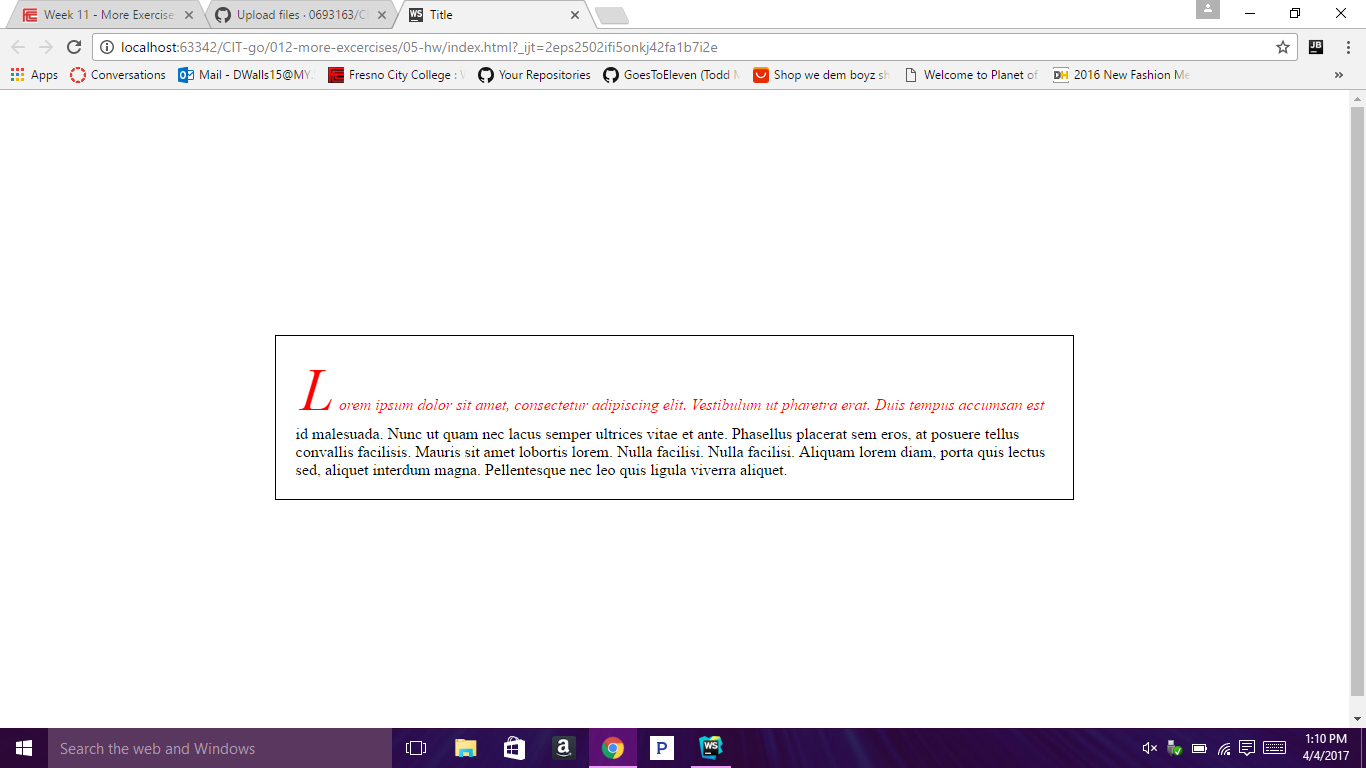 Week 11 - More Exercise
Upload files · 0693163/C
Title
localhost:63342/CIT-go/012-more-excercises/05-hw/index.html?_ijt=2eps2502ifi5onkj42fa1b7i2e
JB
Apps
Conversations
Mail - DWalls15@MY.
Fresno City College :
Your Repositories
GoesToEleven (Todd
Shop we dem boyz sh
Welcome to Planet of
DH
2016 New Fashion Me
»
Lorem ipsum dolor sit amet, consectetur adipiscing elit. Vestibulum ut pharetra erat. Duis tempus accumsan est
id malesuada. Nunc ut quam nec lacus semper ultrices vitae et ante. Phasellus placerat sem eros, at posuere tellus
convallis facilisis. Mauris sit amet lobortis lorem. Nulla facilisi. Nulla facilisi. Aliquam lorem diam, porta quis lectus
sed, aliquet interdum magna. Pellentesque nec leo quis ligula viverra aliquet.
Search the web and Windows
a
P
WS
1:10 PM
4/4/2017